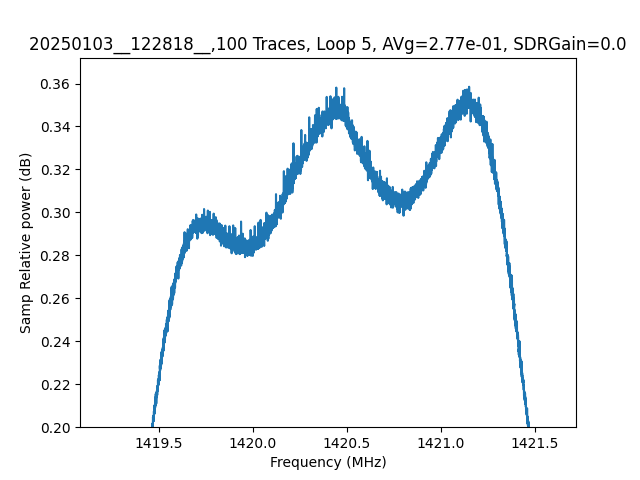 20250103__122818__,100 Traces, Loop 5, AVg=2.77e-01, SDRGain=0.0
Samp Relative power (dB)
0.36
0.34
0.32
0.30
0.28
0.26
0.24
0.22
0.20
1419.5 1420.0 1420.5 1421.0 1421.5
Frequency (MHz)